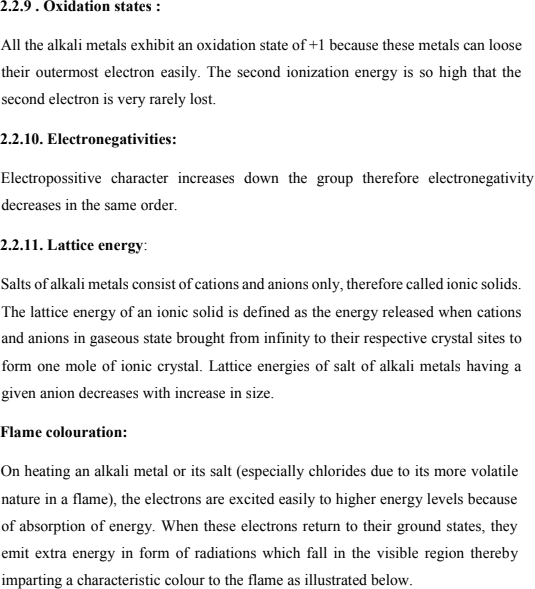 2.2.9 . Oxidation states :
All the alkali metals exhibit an oxidation state of +1 because these metals can loose
their outermost electron easily. The second ionization energy is so high that the
second electron is very rarely lost.
2.2.10. Electronegativities:
Electropossitive character increases down the group therefore electronegativity
decreases in the same order.
2.2.11. Lattice energy:
Salts of alkali metals consist of cations and anions only, therefore called ionic solids.
The lattice energy of an ionic solid is defined as the energy released when cations
and anions in gaseous state brought from infinity to their respective crystal sites to
form one mole of ionic crystal. Lattice energies of salt of alkali metals having a
given anion decreases with increase in size.
Flame colouration:
On heating an alkali metal or its salt (especially chlorides due to its more volatile
nature in a flame), the electrons are excited easily to higher energy levels because
of absorption of energy. When these electrons return to their ground states, they
emit extra energy in form of radiations which fall in the visible region thereby
imparting a characteristic colour to the flame as illustrated below.